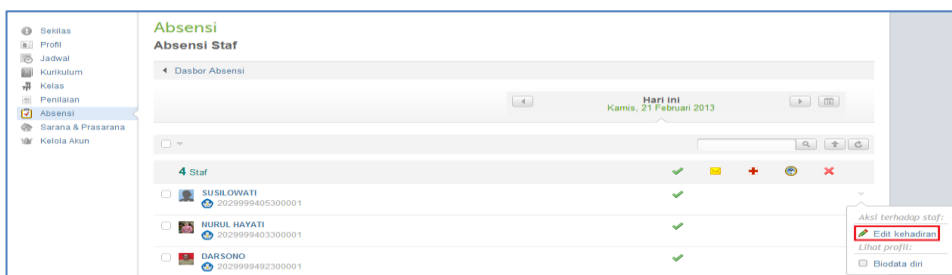 Sekilas
Profil
Jadwal
Kurikulum
Kelas
Penilaian
Absensi
Sarana & Prasarana
Kelola Akun
Absensi
Absensi Staf
Dasbor Absensi
Hari ini
Kamis, 21 Februari 2013
4 Staf
SUSILOWATI
2029999405300001
NURUL HAYATI
2029999403300001
DARSONO
2029999492300001
Aksi terhadap staf:
Edit kehadiran
Lihat profil:
Biodata diri